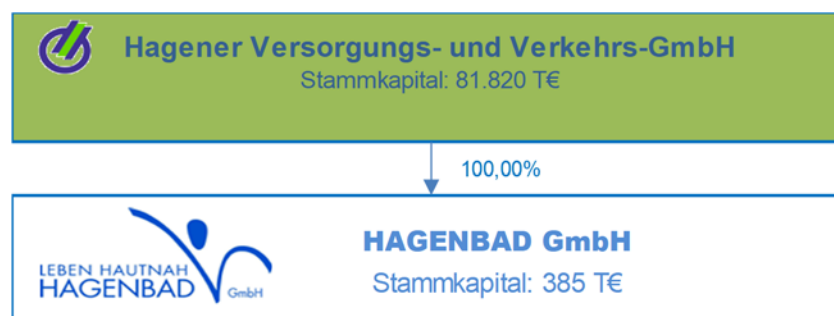 Hagener Versorgungs- und Verkehrs-GmbH
Stammkapital: 81.820 T€
100,00%
LEBEN HAUTNAH
HAGENBAD GmbH
HAGENBAD GmbH
Stammkapital: 385 T€